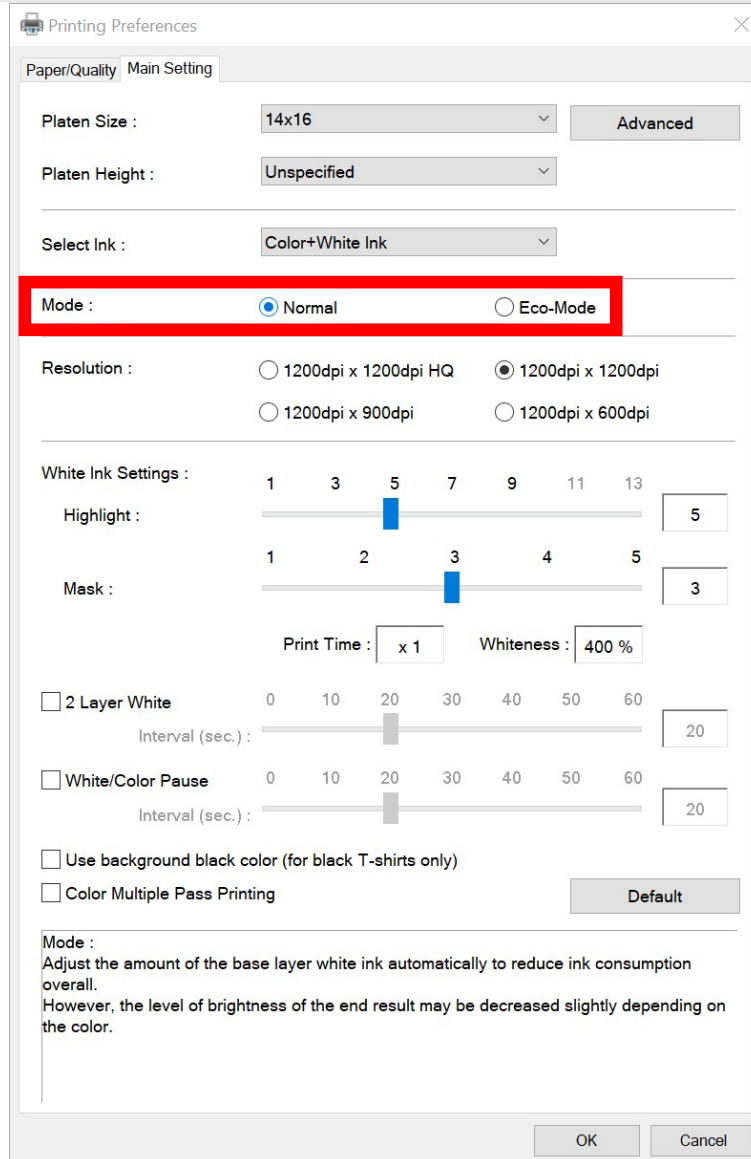 Printing Preferences
Paper/Quality Main Setting
Platen Size : 14x16 Advanced
Platen Height : Unspecified
Select Ink : Color+White Ink
Mode : Normal Eco-Mode
Resolution : 1200dpi x 1200dpi HQ 1200dpi x 1200dpi
1200dpi x 900dpi 1200dpi x 600dpi
White Ink Settings :
1 3 5 7 9 11 13
Highlight : 5
1 2 3 4 5
Mask : 3
Print Time : x 1 Whiteness : 400 %
2 Layer White 0 10 20 30 40 50 60
Interval (sec.) : 20
White/Color Pause 0 10 20 30 40 50 60
Interval (sec.) : 20
Use background black color (for black T-shirts only)
Color Multiple Pass Printing Default
Mode :
Adjust the amount of the base layer white ink automatically to reduce ink consumption
overall.
However, the level of brightness of the end result may be decreased slightly depending on
the color.
OK Cancel